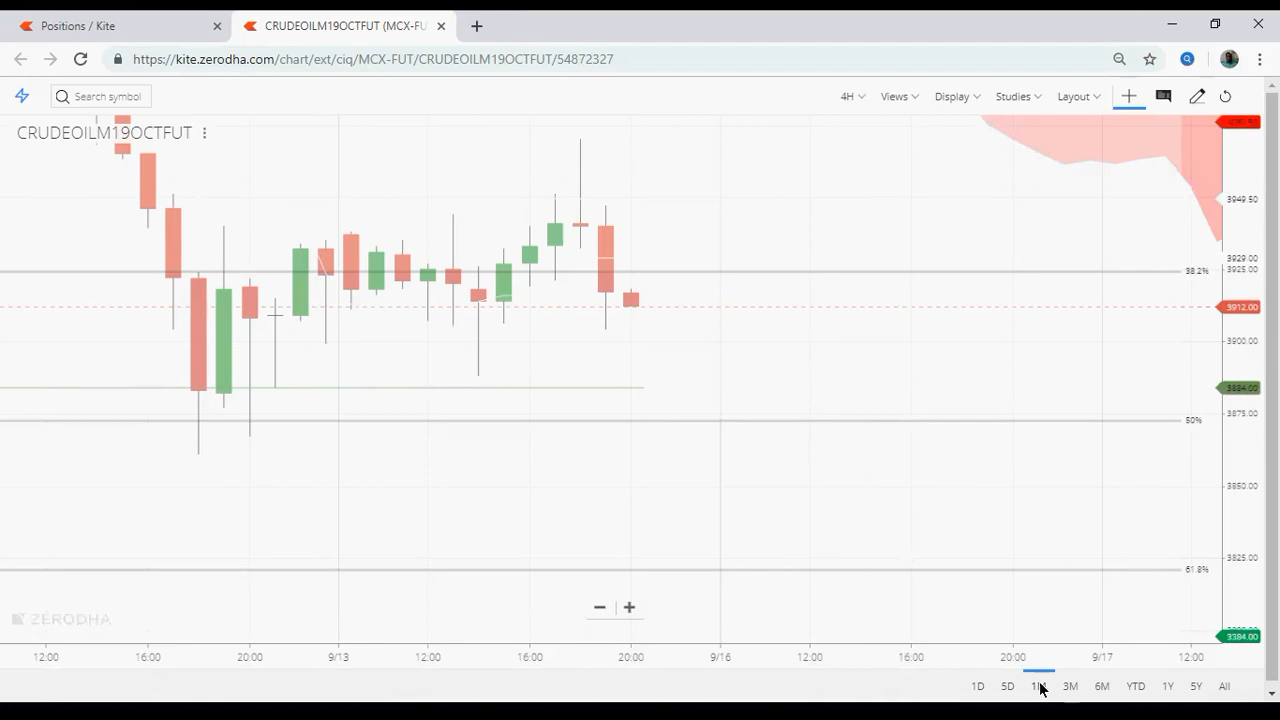 Positions / Kite
CRUDEOILM19OCTFUT (MCX-FU
https://kite.zerodha.com/chart/ext/ciq/MCX-FUT/CRUDEOILM19OCTFUT/54872327
Search symbol
4H Views Display Studies Layout
CRUDEOILM19OCTFUT
3949.50
3929.00
3925.00
38.2%
3912.00
3900.00
3884.00
3875.00
50%
3850.00
3825.00
61.8%
ZERODHA
3384.00
12:00 16:00 20:00 9/13 12:00 16:00 20:00 9/16 12:00 16:00 20:00 9/17 12:00
1D 5D 1M 3M 6M YTD 1Y 5Y All